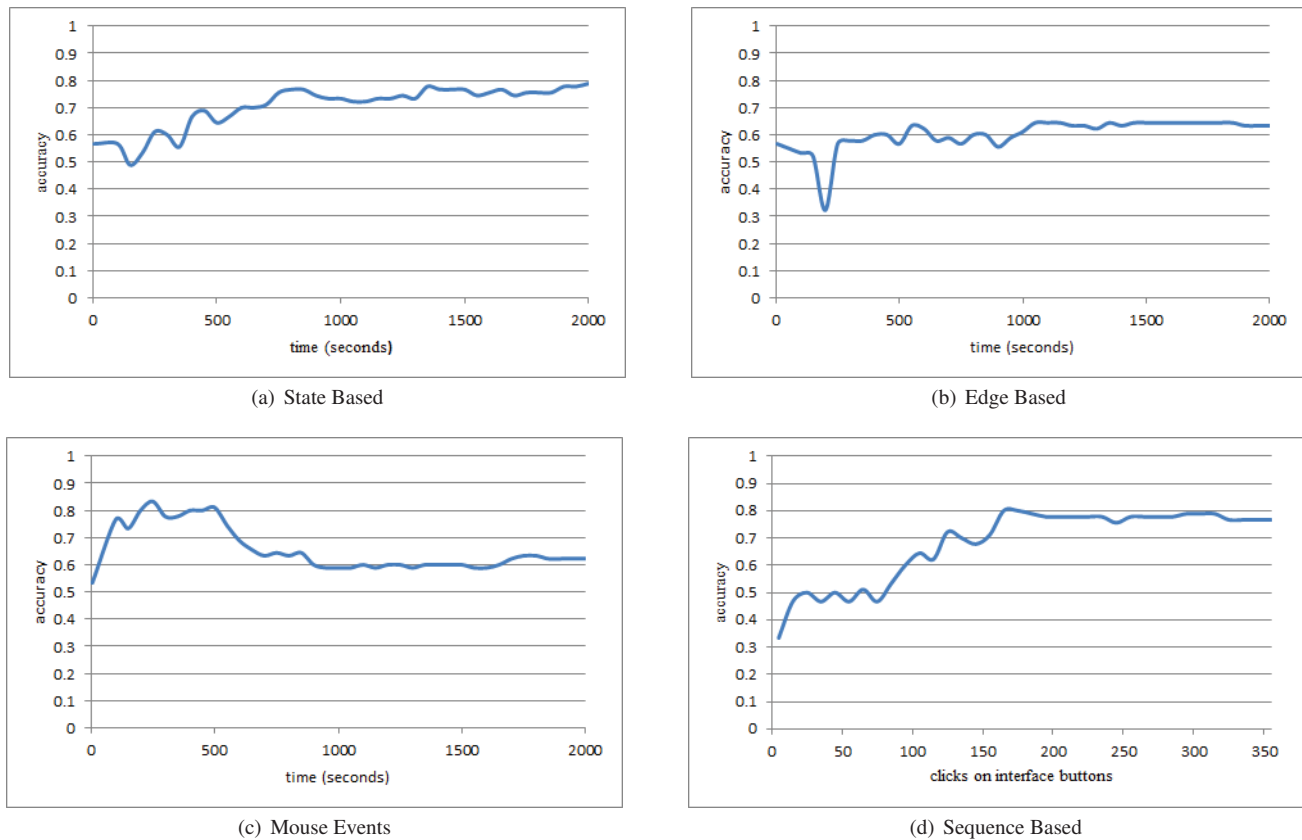 1
0.9
0.8
0.7
0.6
0.5
0.4
0.3
0.2
0.1
0
accuracy
0 500 1000 1500 2000
time (seconds)
(a) State Based
1
0.9
0.8
0.7
0.6
0.5
0.4
0.3
0.2
0.1
0
accuracy
0 500 1000 1500 2000
time (seconds)
(b) Edge Based
1
0.9
0.8
0.7
0.6
0.5
0.4
0.3
0.2
0.1
0
accuracy
0 500 1000 1500 2000
time (seconds)
(c) Mouse Events
1
0.9
0.8
0.7
0.6
0.5
0.4
0.3
0.2
0.1
0
accuracy
0 50 100 150 200 250 300 350
clicks on interface buttons
(d) Sequence Based